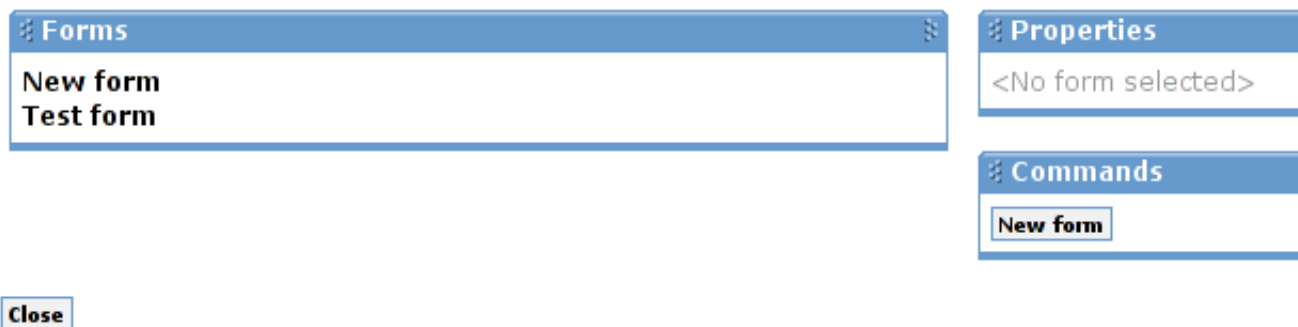 Forms
New form
Test form
Properties
<No form selected>
Commands
New form
Close